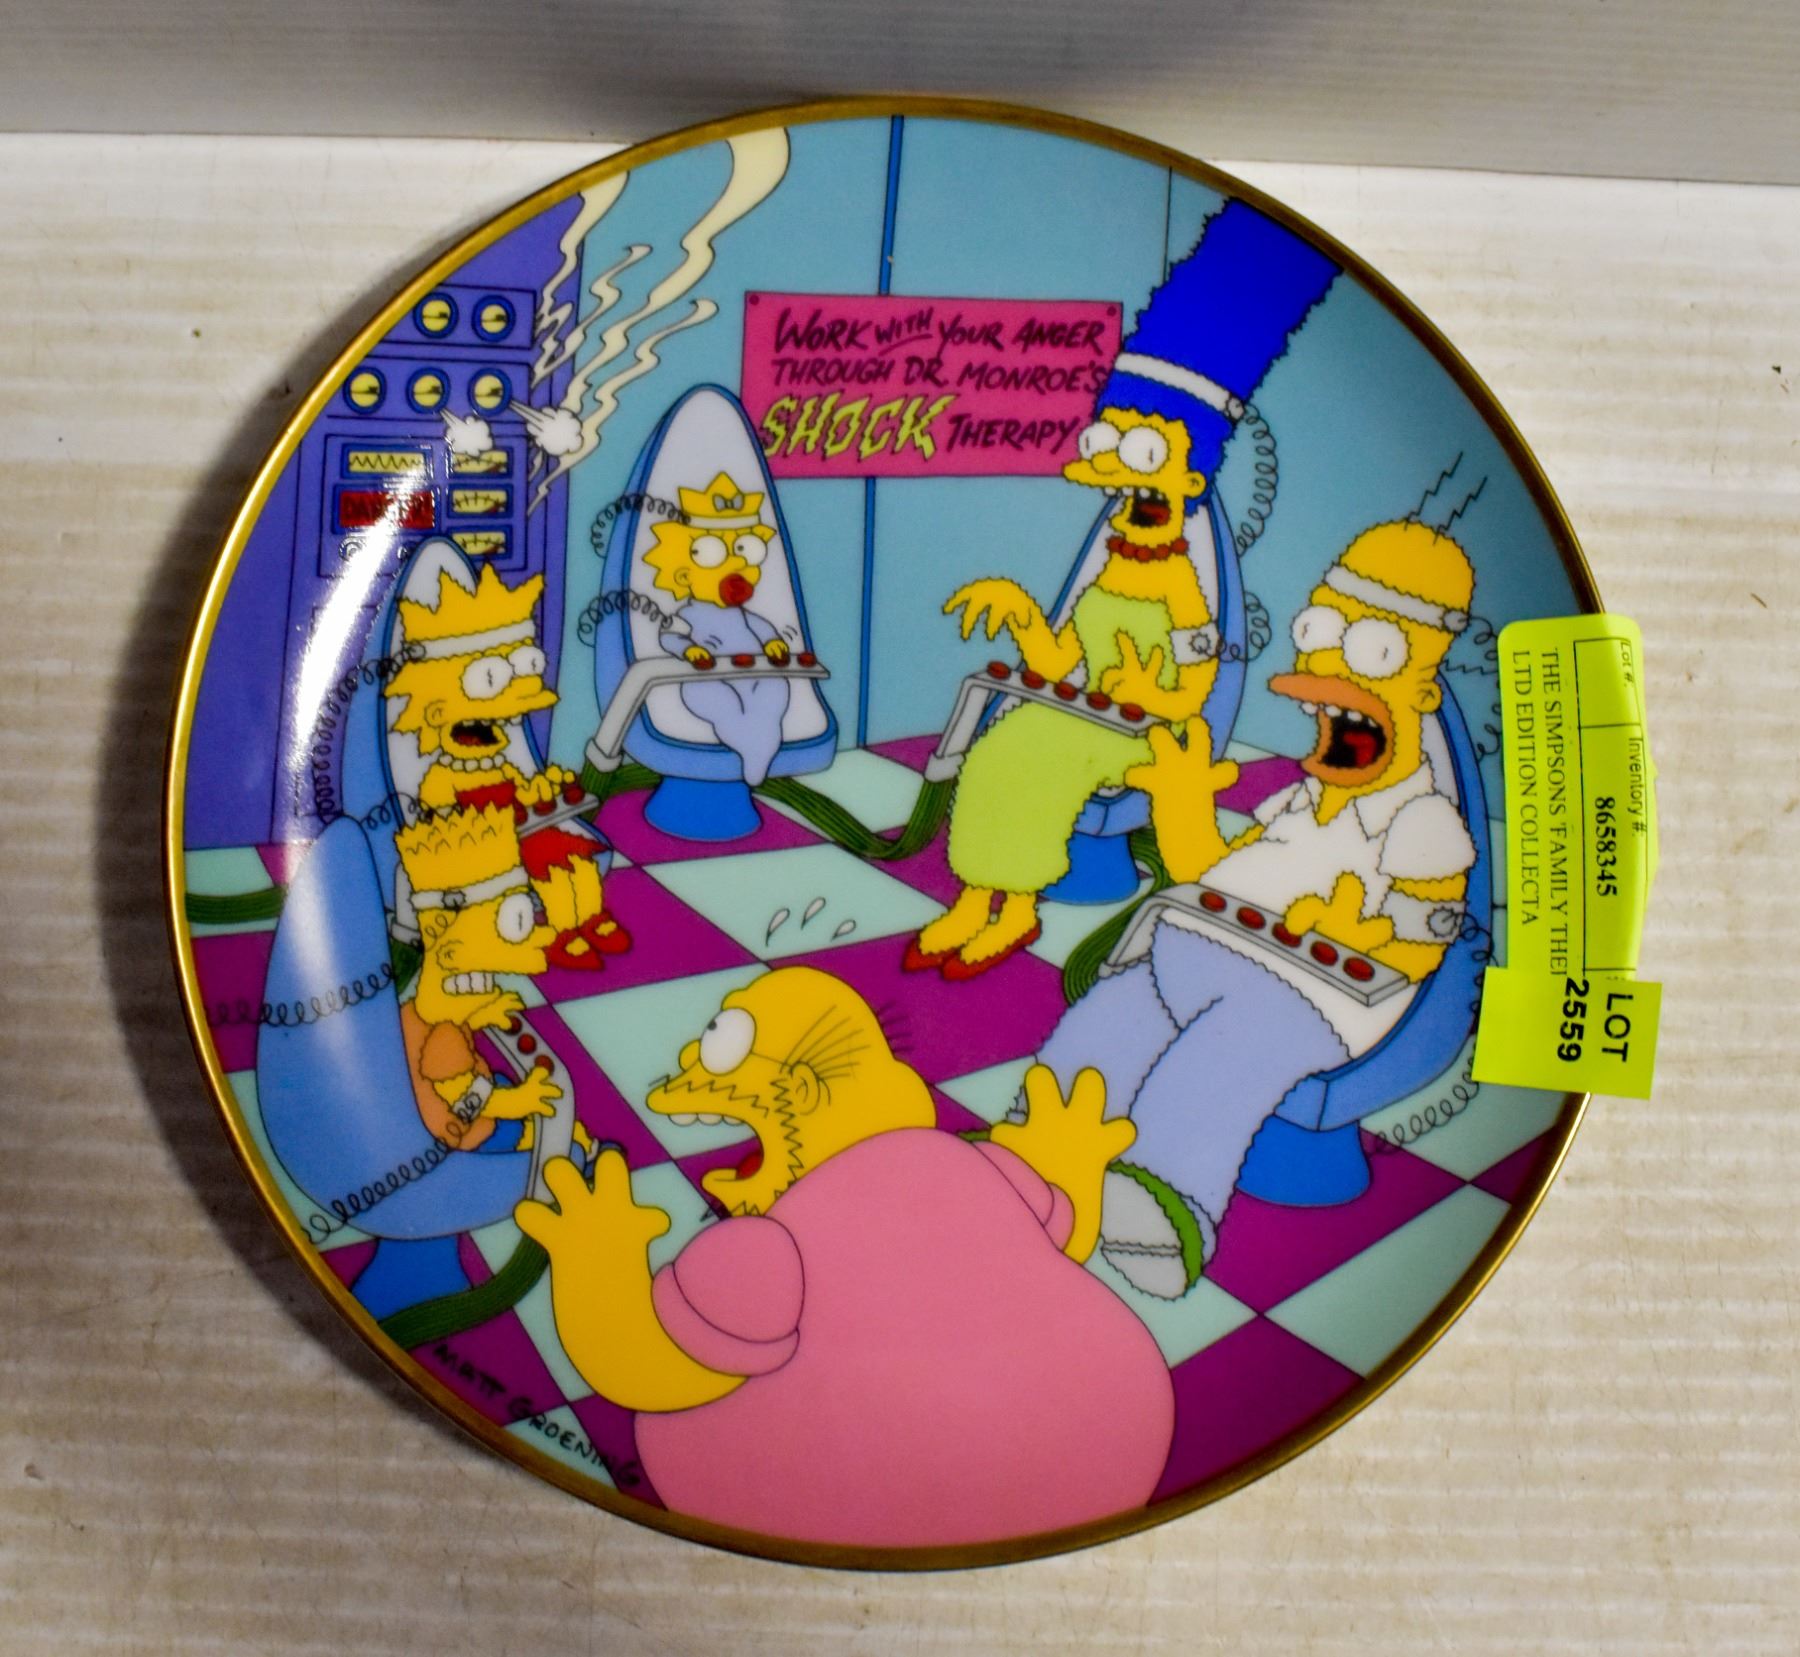 WORK WITH YOUR ANGER
THROUGH DR. MONROE'S
SHOCK THERAPY
DANGER!
MATT GROENING
Lot #:
Inventory #:
8658345
THE SIMPSONS 'FAMILY THE
LTD EDITION COLLECTA
LOT
2559